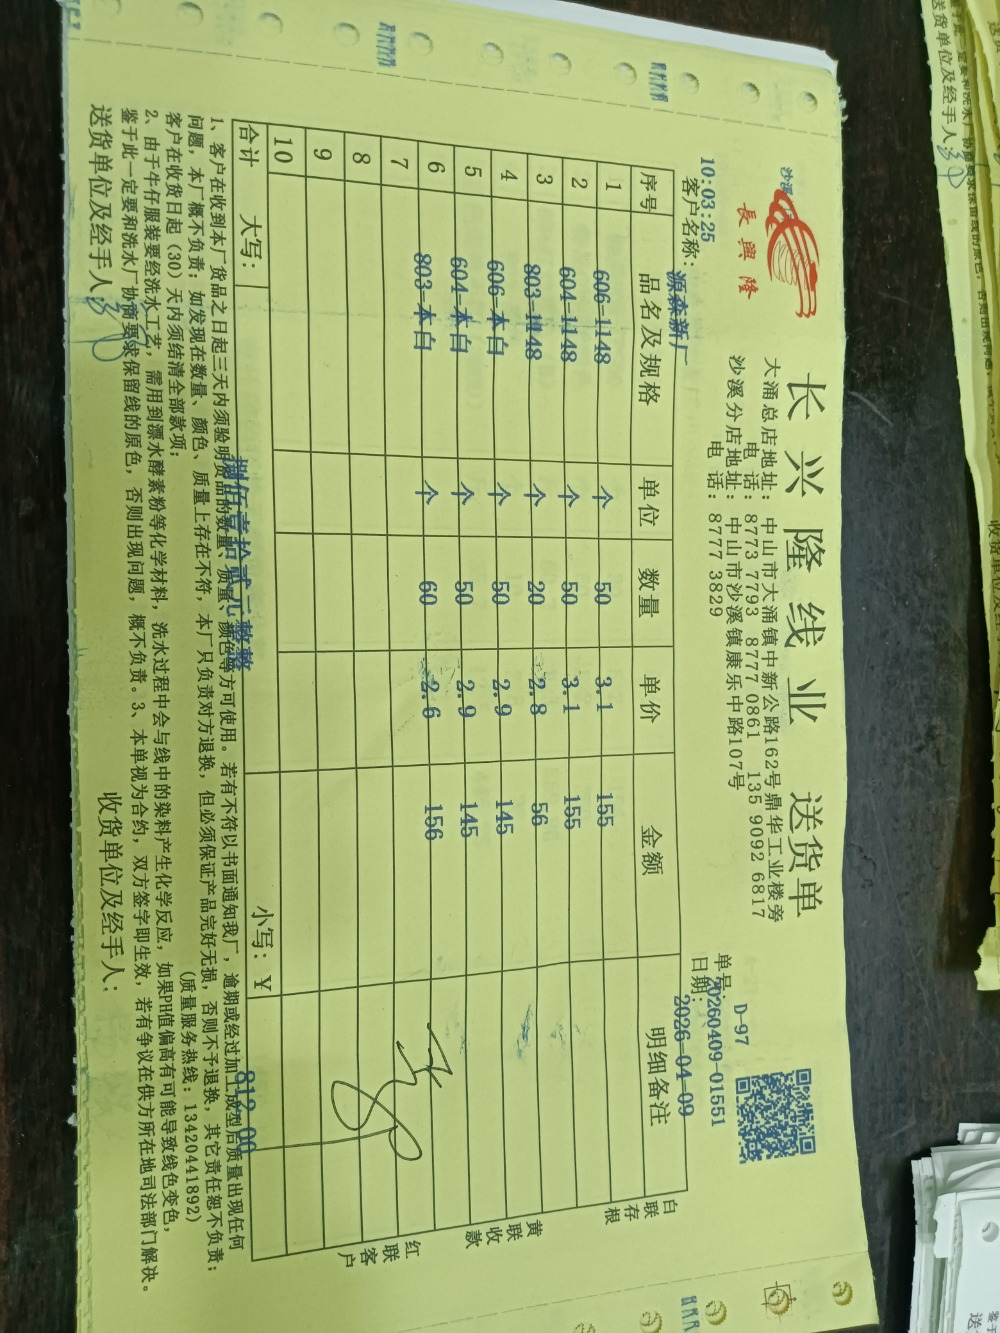 长兴隆线业 送货单
沙溪
長興隆
大涌总店地址：中山市大涌镇中新公路162号鼎华工业楼旁
电 话：8773 7793 8777 0861 135 9092 6817
沙溪分店地址：中山市沙溪镇康乐中路107号
电 话：8777 3829
D-97
单号：20260409-01551
10:03:25
日期：2026-04-09
客户名称：源森新厂
序号 品名及规格 单位 数量 单价 金额 明细备注
1 606-1148 个 50 3.1 155
2 604-1148 个 50 3.1 155
3 803-1148 个 20 2.8 56
4 606-本白 个 50 2.9 145
5 604-本白 个 50 2.9 145
6 803-本白 个 60 2.6 156
7
8
9
10
合计 大写：捌佰壹拾贰元整 小写：￥ 812.00
白联存根
黄联收款
红联客户
1、客户在收到本厂货品之日起三天内须验明货品的数量、质量、颜色等方可使用。若有不符以书面通知我厂，逾期或经过加工成型后质量出现任何
问题，本厂概不负责；如发现在数量、颜色、质量上存在不符，本厂只负责对方退换，但必须保证产品完好无损，否则不予退换，其它责任恕不负责；
客户在收货日起（30）天内须结清全部款项； （质量服务热线：13420441892）
2、由于牛仔服装要经洗水工艺，需用到漂水酵素粉等化学材料，洗水过程中会与线中的染料产生化学反应，如果PH值偏高有可能导致线色变色，
鉴于此一定要和洗水厂协商要求保留线的原色，否则出现问题，概不负责。3、本单视为合约，双方签字即生效，若有争议在供方所在地司法部门解决。
送货单位及经手人： 收货单位及经手人：